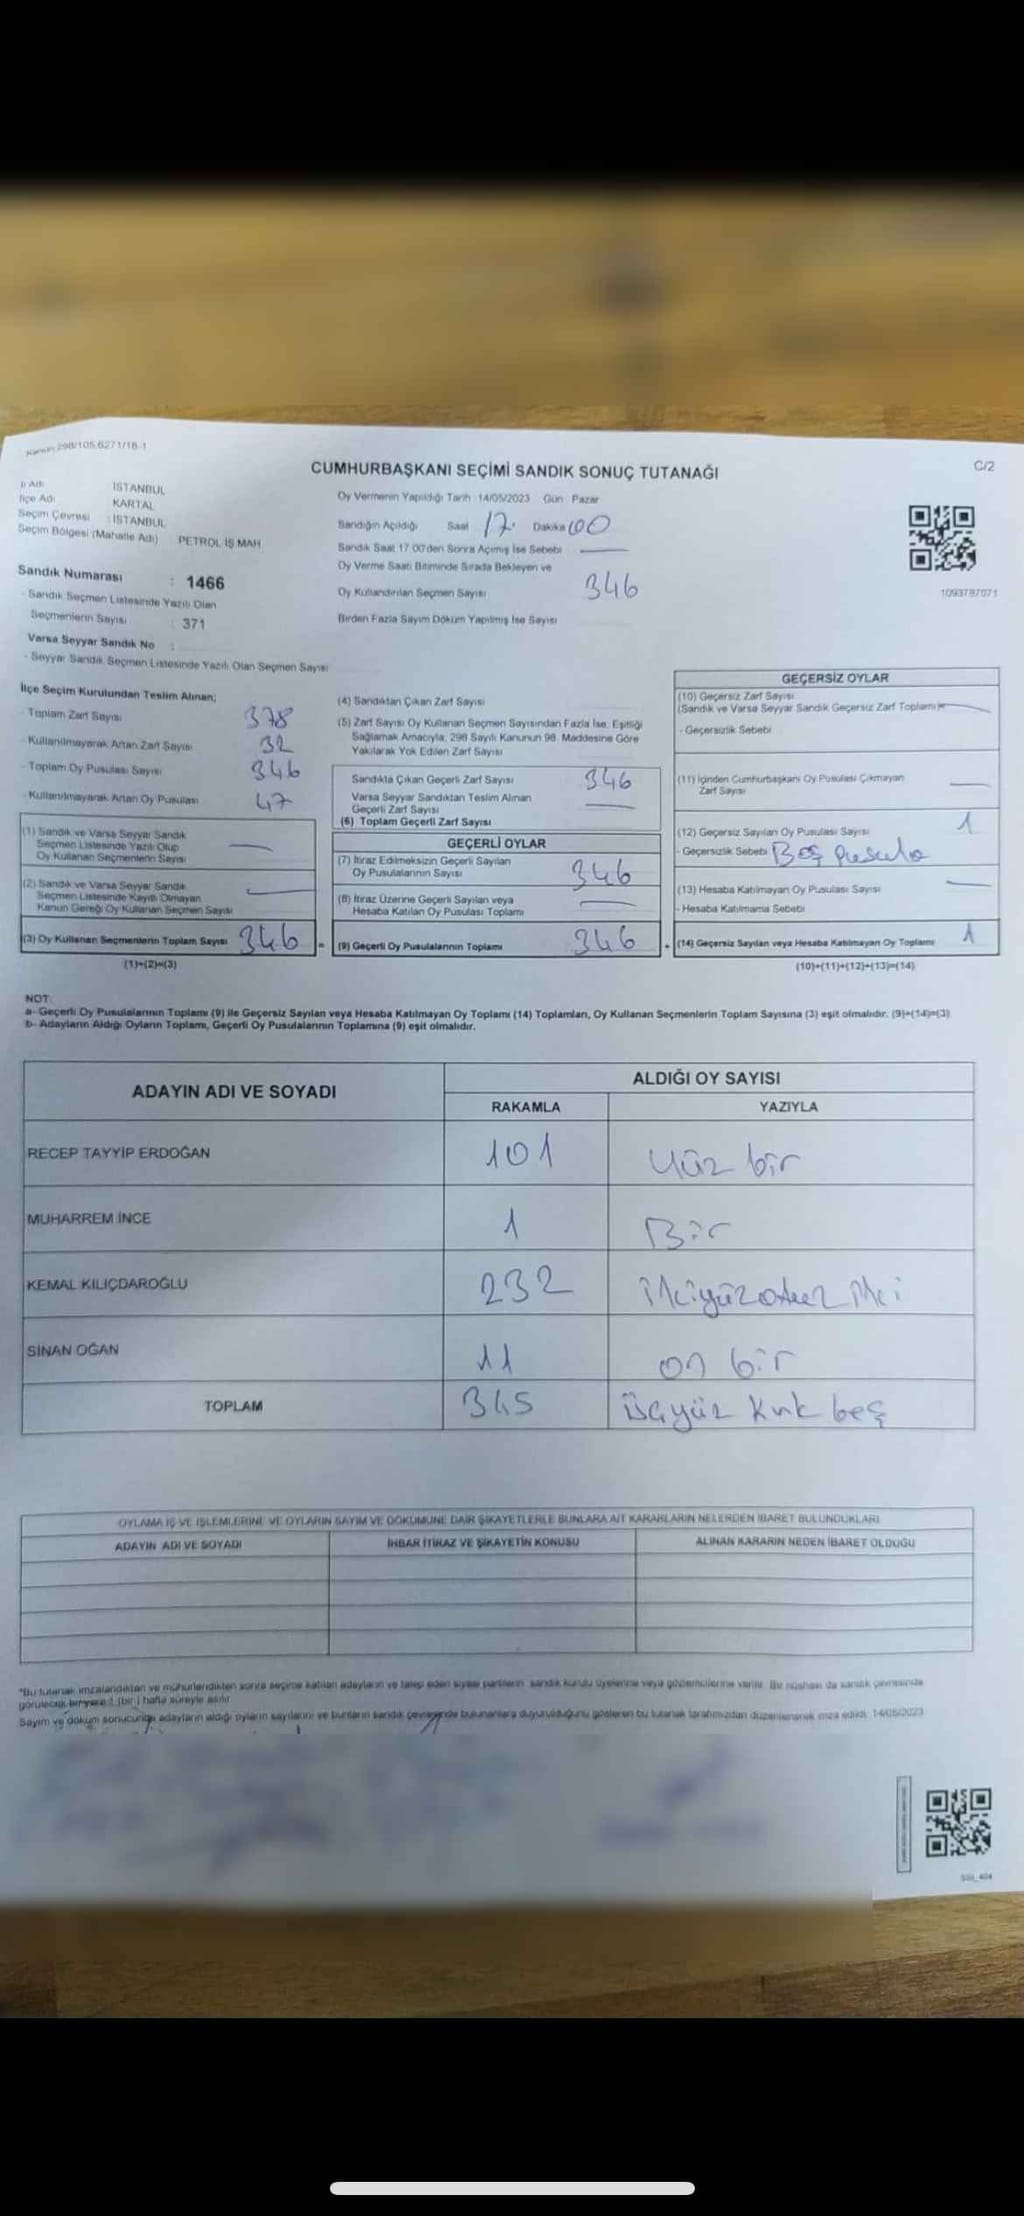 Kanun 298/105,6271/18-1
C/2
CUMHURBAŞKANI SEÇİMİ SANDIK SONUÇ TUTANAĞI
İl Adı İSTANBUL
İlçe Adı KARTAL
Seçim Çevresi : İSTANBUL
Seçim Bölgesi (Mahalle Adı) PETROL İŞ MAH.
Sandık Numarası : 1466
- Sandık Seçmen Listesinde Yazılı Olan
Seçmenlerin Sayısı : 371
Varsa Seyyar Sandık No :
- Seyyar Sandık Seçmen Listesinde Yazılı Olan Seçmen Sayısı
Oy Vermenin Yapıldığı Tarih 14/05/2023 Gün Pazar
Sandığın Açıldığı Saat 17 Dakika 00
Sandık Saat 17 00'den Sonra Açımış İse Sebebi
Oy Verme Saati Bitiminde Sırada Bekleyen ve
Oy Kullandırılan Seçmen Sayısı 346
Birden Fazla Sayım Döküm Yapılmış İse Sayısı
1093787071
İlçe Seçim Kurulundan Teslim Alınan;
- Toplam Zarf Sayısı 378
- Kullanılmayarak Artan Zarf Sayısı 32
- Toplam Oy Pusulası Sayısı 346
- Kullanılmayarak Artan Oy Pusulası 47
(1) Sandık ve Varsa Seyyar Sandık
Seçmen Listesinde Yazılı Olup
Oy Kullanan Seçmenlerin Sayısı
(2) Sandık ve Varsa Seyyar Sandık
Seçmen Listesinde Kayıtlı Olmayan
Kanun Gereği Oy Kullanan Seçmen Sayısı
(3) Oy Kullanan Seçmenlerin Toplam Sayısı 346 =
(1)+(2)=(3)
(4) Sandıktan Çıkan Zarf Sayısı
(5) Zarf Sayısı Oy Kullanan Seçmen Sayısından Fazla İse, Eşitliği
Sağlamak Amacıyla, 298 Sayılı Kanunun 98. Maddesine Göre
Yakılarak Yok Edilen Zarf Sayısı
Sandıkta Çıkan Geçerli Zarf Sayısı 346
Varsa Seyyar Sandıktan Teslim Alınan
Geçerli Zarf Sayısı
(6) Toplam Geçerli Zarf Sayısı
GEÇERLİ OYLAR
(7) İtiraz Edilmeksizin Geçerli Sayılan
Oy Pusulalarının Sayısı 346
(8) İtiraz Üzerine Geçerli Sayılan veya
Hesaba Katılan Oy Pusulası Toplamı
(9) Geçerli Oy Pusulalarının Toplamı 346 +
GEÇERSİZ OYLAR
(10) Geçersiz Zarf Sayısı
(Sandık ve Varsa Seyyar Sandık Geçersiz Zarf Toplamı)
- Geçersizlik Sebebi
(11) İçinden Cumhurbaşkanı Oy Pusulası Çıkmayan
Zarf Sayısı
(12) Geçersiz Sayılan Oy Pusulası Sayısı 1
- Geçersizlik Sebebi Boş pusula
(13) Hesaba Katılmayan Oy Pusulası Sayısı
- Hesaba Katılmama Sebebi
(14) Geçersiz Sayılan veya Hesaba Katılmayan Oy Toplamı 1
(10)+(11)+(12)+(13)=(14)
NOT:
a- Geçerli Oy Pusulalarının Toplamı (9) ile Geçersiz Sayılan veya Hesaba Katılmayan Oy Toplamı (14) Toplamları, Oy Kullanan Seçmenlerin Toplam Sayısına (3) eşit olmalıdır. (9)+(14)=(3)
b- Adayların Aldığı Oyların Toplamı, Geçerli Oy Pusulalarının Toplamına (9) eşit olmalıdır.
ADAYIN ADI VE SOYADI
ALDIĞI OY SAYISI
RAKAMLA YAZIYLA
RECEP TAYYİP ERDOĞAN 101 yüz bir
MUHARREM İNCE 1 Bir
KEMAL KILIÇDAROĞLU 232 ikiyüzotuz iki
SİNAN OĞAN 11 on bir
TOPLAM 345 üçyüz kırk beş
OYLAMA İŞ VE İŞLEMLERİNE VE OYLARIN SAYIM VE DÖKÜMÜNE DAİR ŞİKAYETLERLE BUNLARA AİT KARARLARIN NELERDEN İBARET BULUNDUKLARI
ADAYIN ADI VE SOYADI İHBAR İTİRAZ VE ŞİKAYETİN KONUSU ALINAN KARARIN NEDEN İBARET OLDUĞU
*Bu tutanak imzalandıktan ve mühürlendikten sonra seçime katılan adayların ve talep eden siyasi partilerin sandık kurulu üyelerine veya gözlemcilerine verilir. Bir nüshası da sandık çevresinde
görülecek bir yere 1 (bir) hafta süreyle asılır
Sayım ve döküm sonucunda adayların aldığı oyların sayılarını ve bunların sandık çevresinde bulunanlara duyurulduğunu gösteren bu tutanak tarafımızdan düzenlenerek imza edildi. 14/05/2023